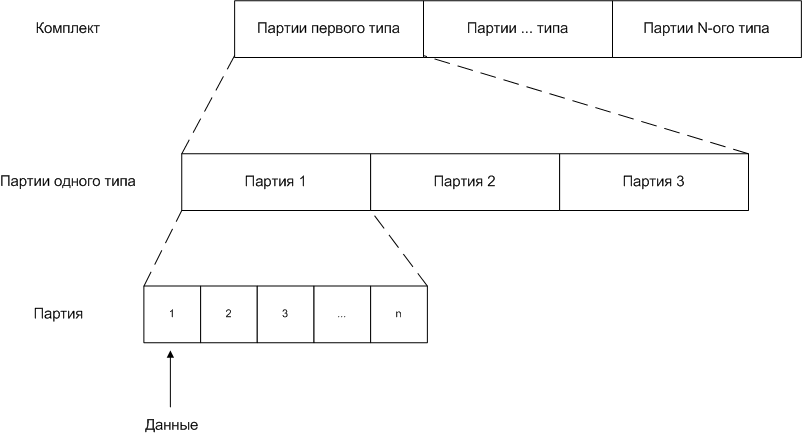 Комплект
Партии первого типа
Партии ... типа
Партии N-ого типа
Партии одного типа
Партия 1
Партия 2
Партия 3
Партия
1
2
3
...
n
Данные